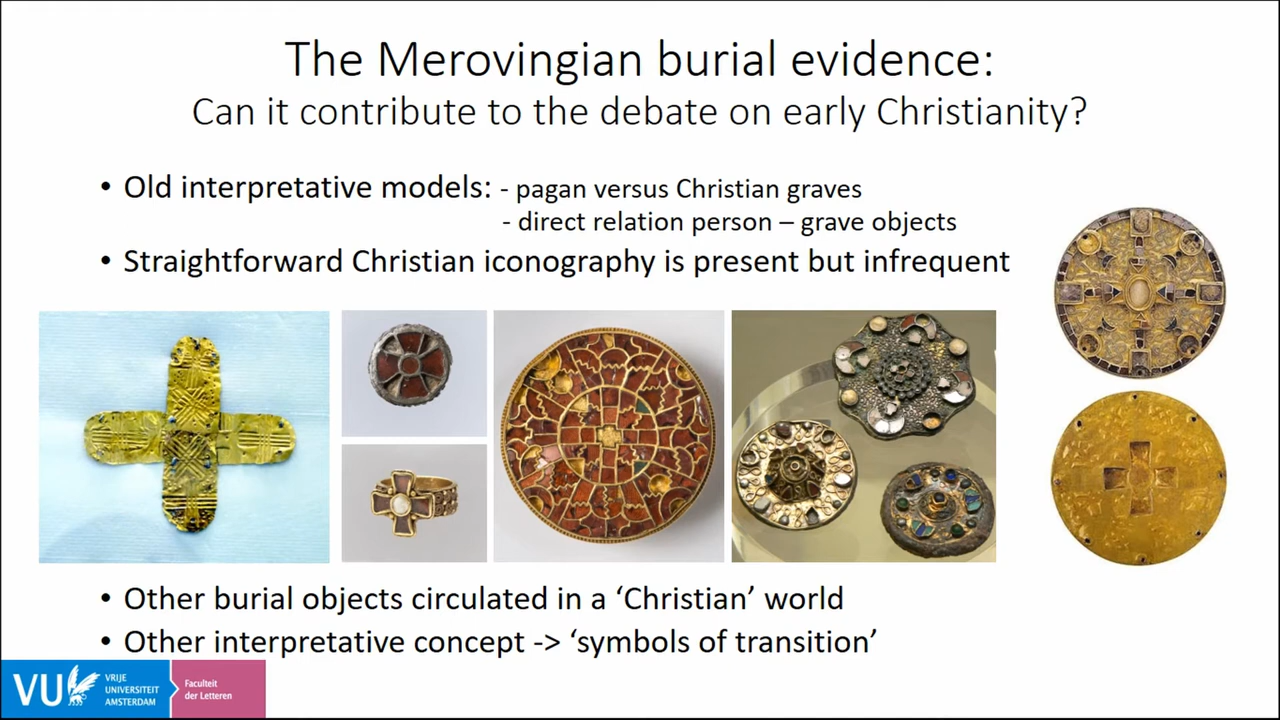 The Merovingian burial evidence:
Can it contribute to the debate on early Christianity?
• Old interpretative models: - pagan versus Christian graves
- direct relation person – grave objects
• Straightforward Christian iconography is present but infrequent
• Other burial objects circulated in a ‘Christian’ world
• Other interpretative concept -> ‘symbols of transition’
VU
VRIJE
UNIVERSITEIT
AMSTERDAM
Faculteit
der Letteren